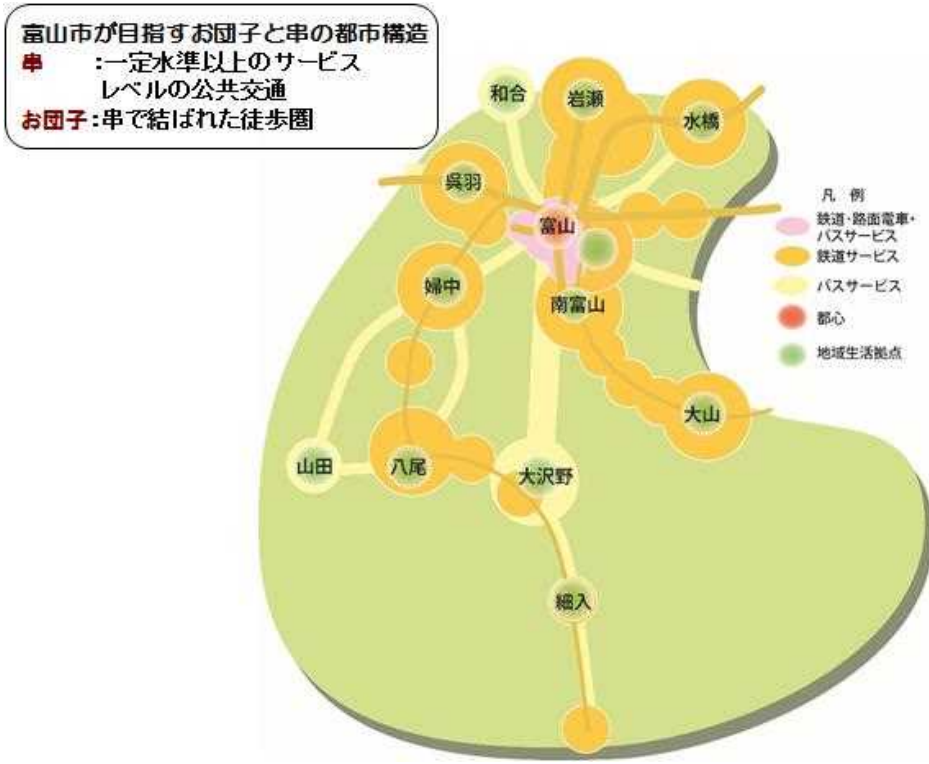 富山市が目指すお団子と串の都市構造
串　　：一定水準以上のサービス
レベルの公共交通
お団子：串で結ばれた徒歩圏
和合
岩瀬
水橋
呉羽
富山
婦中
南富山
大山
山田
八尾
大沢野
細入
凡 例
鉄道・路面電車・
バスサービス
鉄道サービス
バスサービス
都心
地域生活拠点